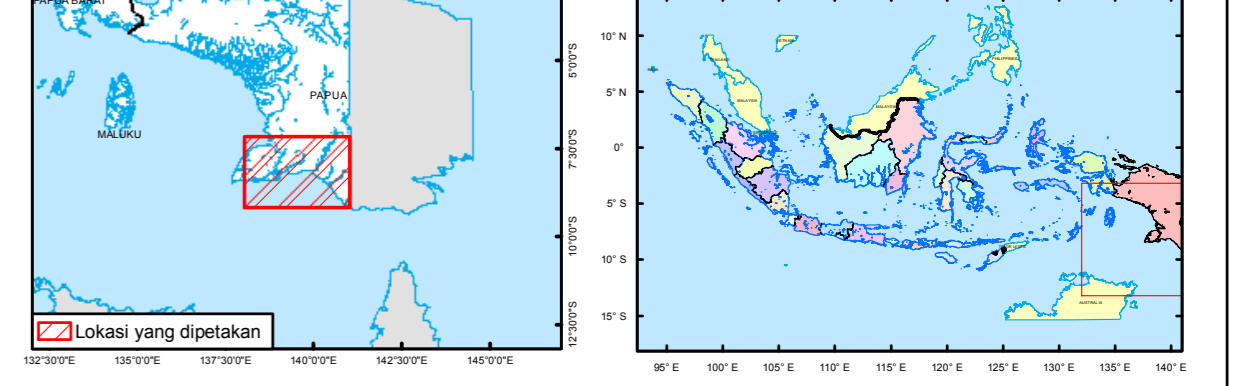 PAPUA BARAT
PAPUA
MALUKU
Lokasi yang dipetakan
5°0'0"S
7°30'0"S
10°0'0"S
12°30'0"S
132°30'0"E
135°0'0"E
137°30'0"E
140°0'0"E
142°30'0"E
145°0'0"E
10° N
5° N
0°
5° S
10° S
15° S
PHILIPPINES
MALAYSIA
MALAYSIA
AUSTRALIA
95° E
100° E
105° E
110° E
115° E
120° E
125° E
130° E
135° E
140° E